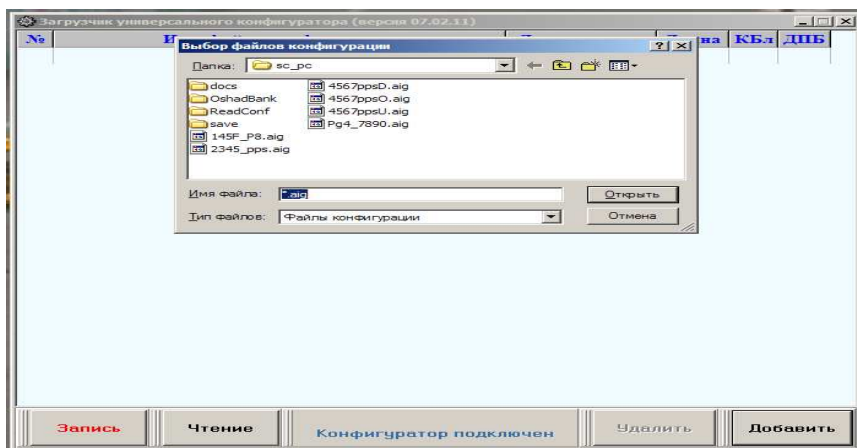 Загрузчик универсального конфигуратора (версия 07.02.11)
№ КБл ДПБ
Выбор файлов конфигурации
Папка: sc_pc
docs
OshadBank
ReadConf
save
145F_P8.aig
2345_pps.aig
4567ppsD.aig
4567ppsO.aig
4567ppsU.aig
Pg4_7890.aig
Имя файла: *.aig Открыть
Тип файлов: Файлы конфигурации Отмена
Запись Чтение Конфигуратор подключен Удалить Добавить